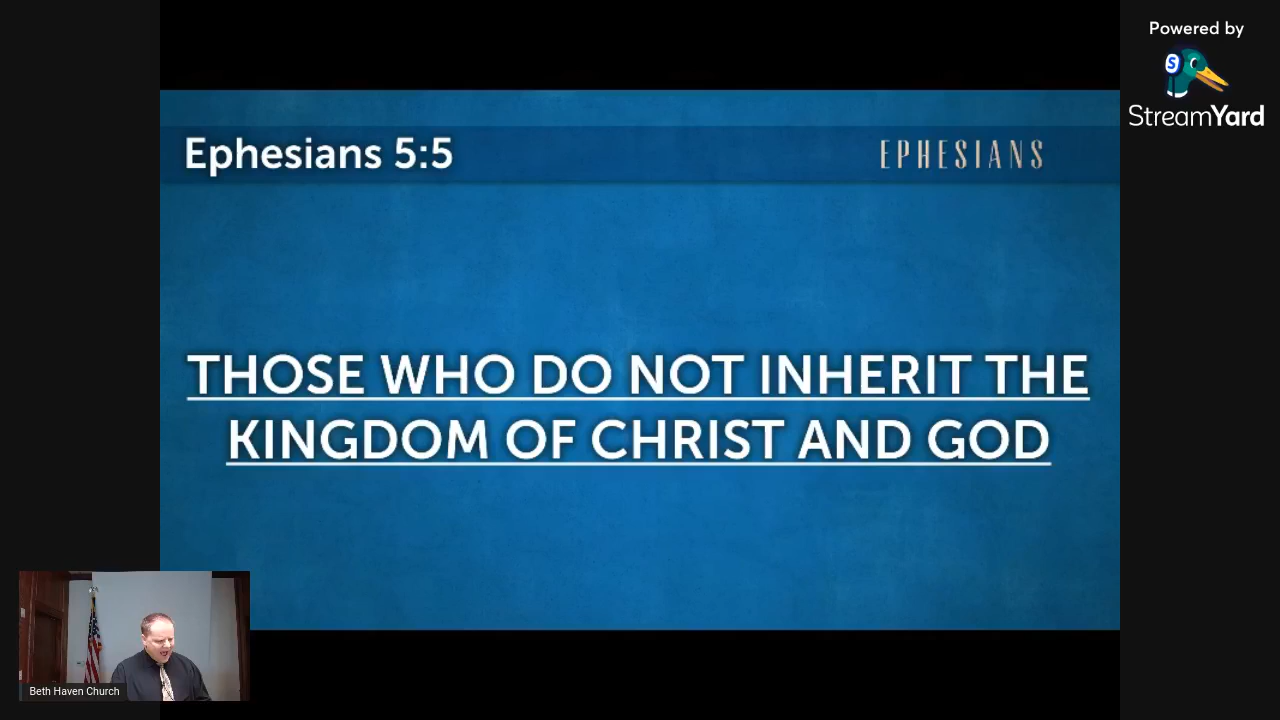 Powered by
S
StreamYard
Ephesians 5:5
EPHESIANS
THOSE WHO DO NOT INHERIT THE
KINGDOM OF CHRIST AND GOD
Beth Haven Church